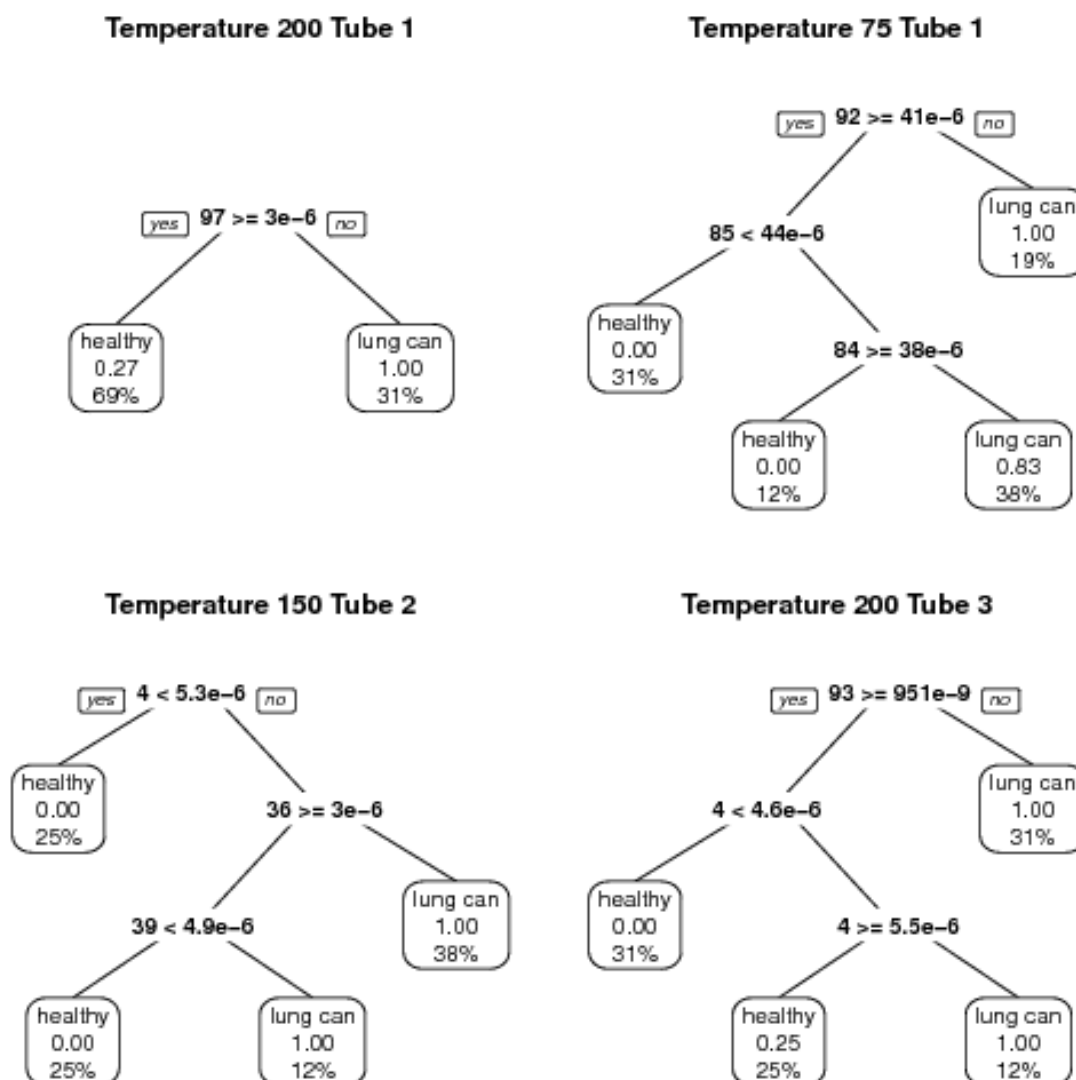 Temperature 200 Tube 1
yes 97 >= 3e−6 no
healthy
0.27
69%
lung can
1.00
31%
Temperature 75 Tube 1
yes 92 >= 41e−6 no
lung can
1.00
19%
85 < 44e−6
healthy
0.00
31%
84 >= 38e−6
healthy
0.00
12%
lung can
0.83
38%
Temperature 150 Tube 2
yes 4 < 5.3e−6 no
healthy
0.00
25%
36 >= 3e−6
lung can
1.00
38%
39 < 4.9e−6
healthy
0.00
25%
lung can
1.00
12%
Temperature 200 Tube 3
yes 93 >= 951e−9 no
lung can
1.00
31%
4 < 4.6e−6
healthy
0.00
31%
4 >= 5.5e−6
healthy
0.25
25%
lung can
1.00
12%